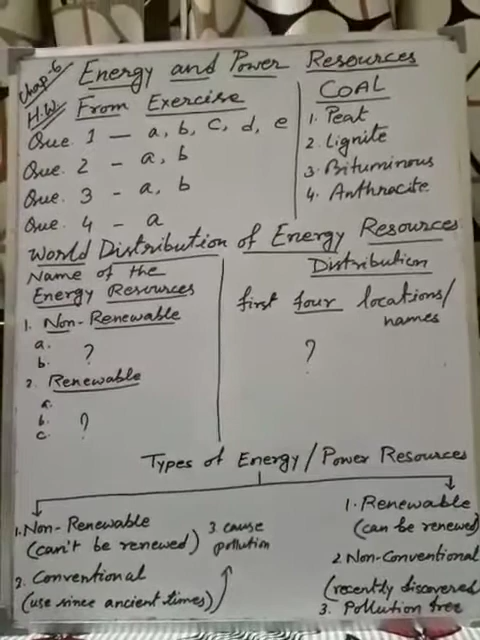 Chap-6
Energy and Power Resources
H.W. From Exercise
Que. 1 — a, b, c, d, e
Que. 2 - a, b
Que. 3 - a, b
Que. 4 - a
COAL
1. Peat
2. Lignite
3. Bituminous
4. Anthracite
World Distribution of Energy Resources
Name of the
Energy Resources
1. Non-Renewable
a.
b. ?
2. Renewable
a.
b. ?
c.
Distribution
first four locations/
names
?
Types of Energy/Power Resources
1. Non-Renewable
(can't be renewed)
2. Conventional
(use since ancient times)
3. cause
pollution
1. Renewable
(can be renewed)
2 Non-Conventional
(recently discovered
3. Pollution free